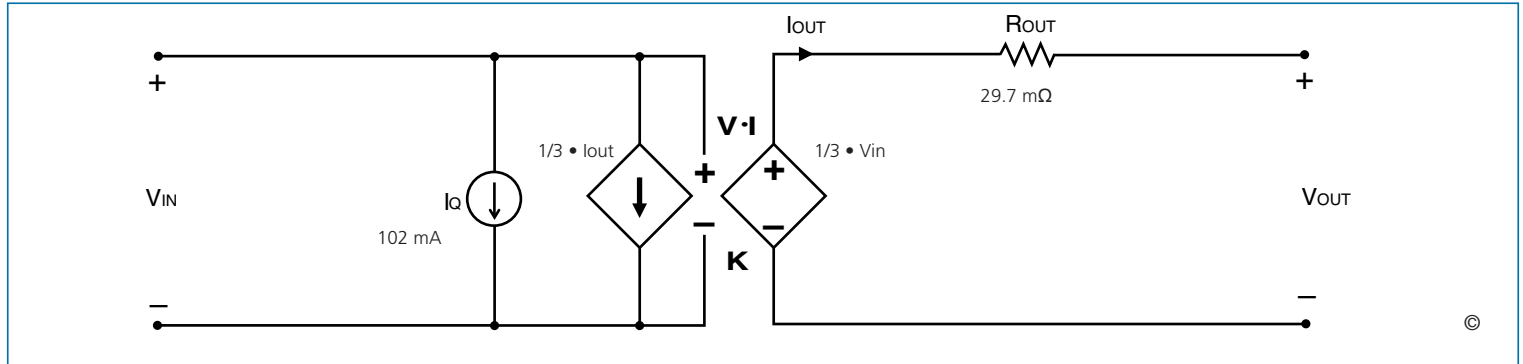 IOUT
ROUT
+
+
29.7 mΩ
V·I
1/3 • Iout
+
+
1/3 • Vin
VIN
IQ
VOUT
–
–
102 mA
K
–
–
©